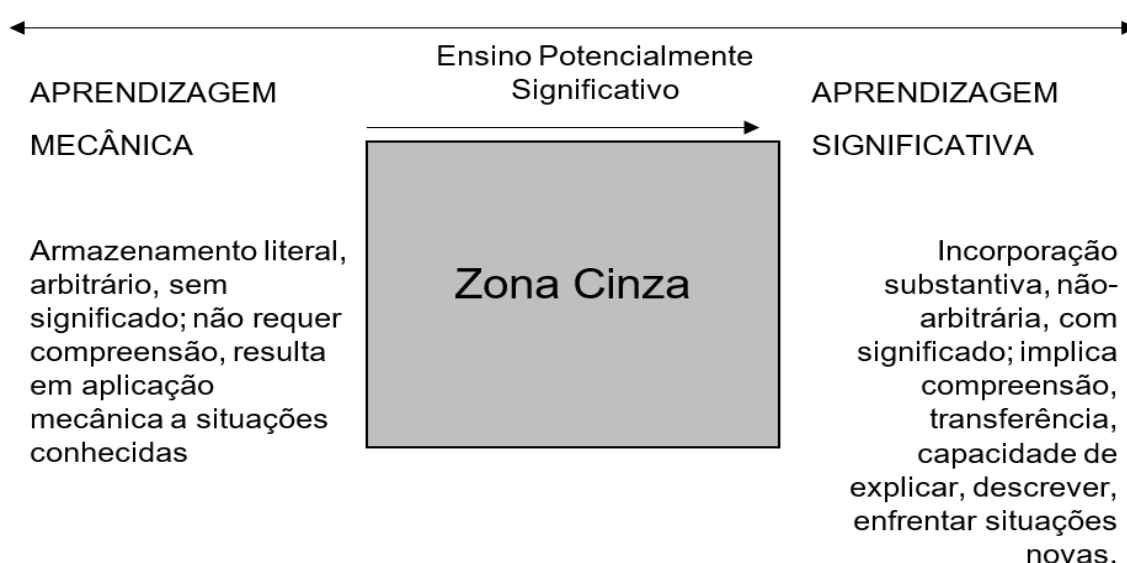 Ensino Potencialmente
Significativo
APRENDIZAGEM
MECÂNICA
Armazenamento literal,
arbitrário, sem
significado; não requer
compreensão, resulta
em aplicação
mecânica a situações
conhecidas
Zona Cinza
APRENDIZAGEM
SIGNIFICATIVA
Incorporação
substantiva, não-
arbitrária, com
significado; implica
compreensão,
transferência,
capacidade de
explicar, descrever,
enfrentar situações
novas.